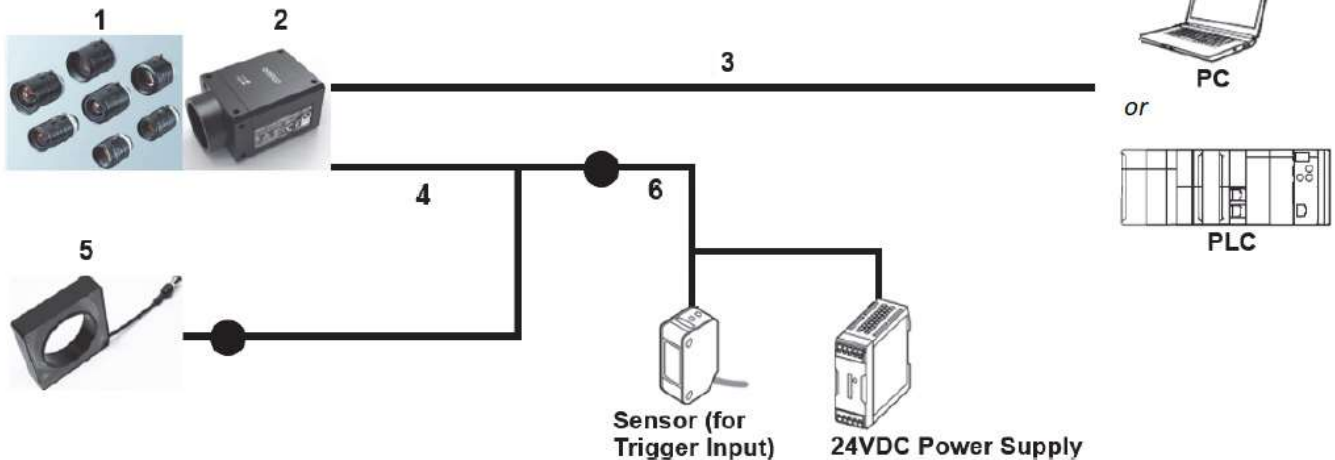 1
2
3
PC
or
4
6
PLC
5
Sensor (for
Trigger Input)
24VDC Power Supply